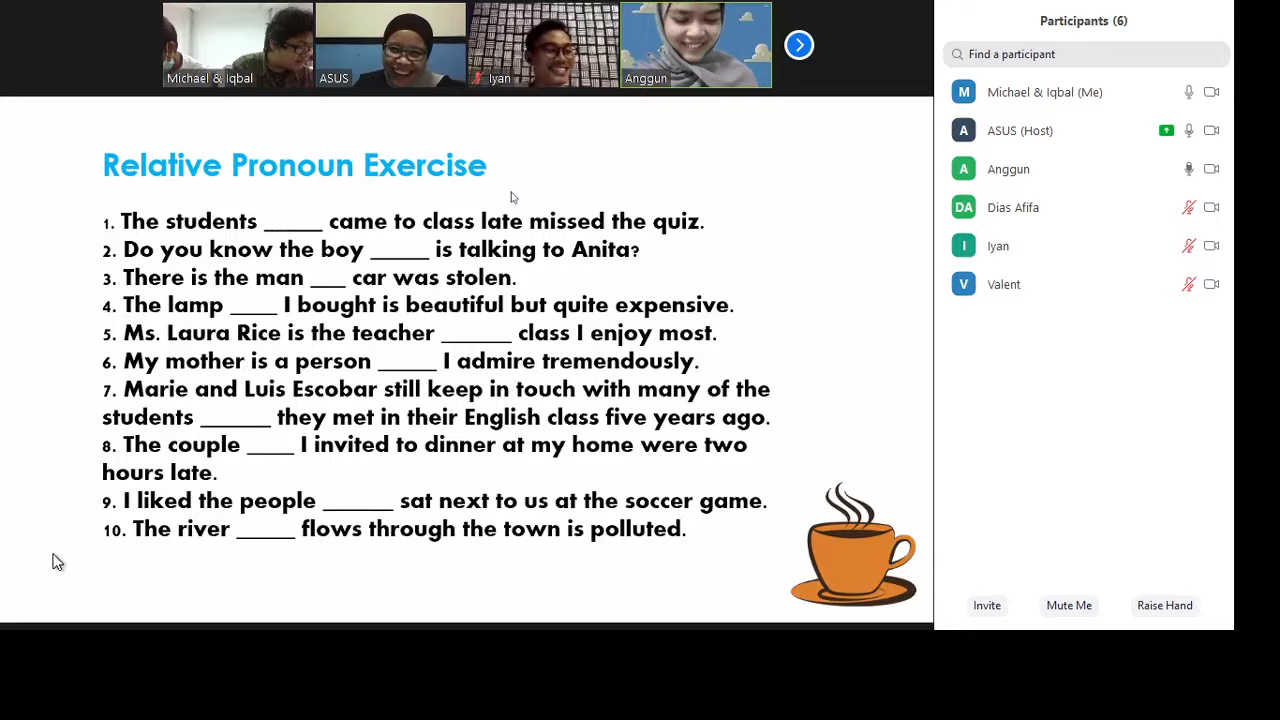 Michael & Iqbal
ASUS
Iyan
Anggun
Relative Pronoun Exercise
1. The students _____ came to class late missed the quiz.
2. Do you know the boy _____ is talking to Anita?
3. There is the man ___ car was stolen.
4. The lamp ____ I bought is beautiful but quite expensive.
5. Ms. Laura Rice is the teacher ______ class I enjoy most.
6. My mother is a person _____ I admire tremendously.
7. Marie and Luis Escobar still keep in touch with many of the
students ______ they met in their English class five years ago.
8. The couple ____ I invited to dinner at my home were two
hours late.
9. I liked the people ______ sat next to us at the soccer game.
10. The river _____ flows through the town is polluted.
Participants (6)
Find a participant
M Michael & Iqbal (Me)
A ASUS (Host)
A Anggun
DA Dias Afifa
I Iyan
V Valent
Invite Mute Me Raise Hand